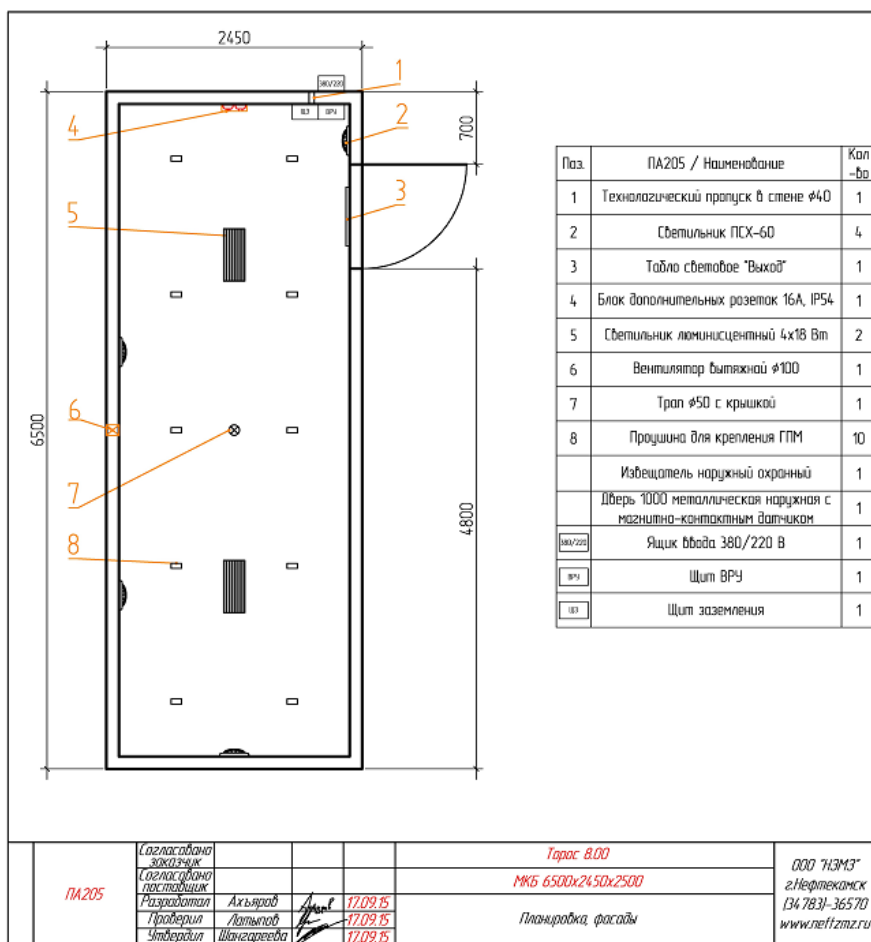 2450
380/220
1
4
ЩЗ
ВРУ
2
700
3
5
6
6500
7
4800
8
Поз.
ПА205 / Наименование
Кол
-во
1
Технологический пропуск в стене ⌀40
1
2
Светильник ПСХ-60
4
3
Табло световое "Выход"
1
4
Блок дополнительных розеток 16А, IP54
1
5
Светильник люминисцентный 4х18 Вт
2
6
Вентилятор вытяжной ⌀100
1
7
Трап ⌀50 с крышкой
1
8
Проушина для крепления ГПМ
10
Извещатель наружный охранный
1
Дверь 1000 металлическая наружная с
магнитно-контактным датчиком
1
380/220
Ящик ввода 380/220 В
1
ВРУ
Щит ВРУ
1
ЩЗ
Щит заземления
1
ПА205
Согласовано
заказчик
Согласовано
поставщик
Разработал
Ахъяров
17.09.15
Проверил
Латыпов
17.09.15
Утвердил
Шангареева
17.09.15
Торос 8.00
МКБ 6500х2450х2500
Планировка, фасады
ООО "НЗМЗ"
г.Нефтекамск
(34783)-36570
www.neftzmz.ru